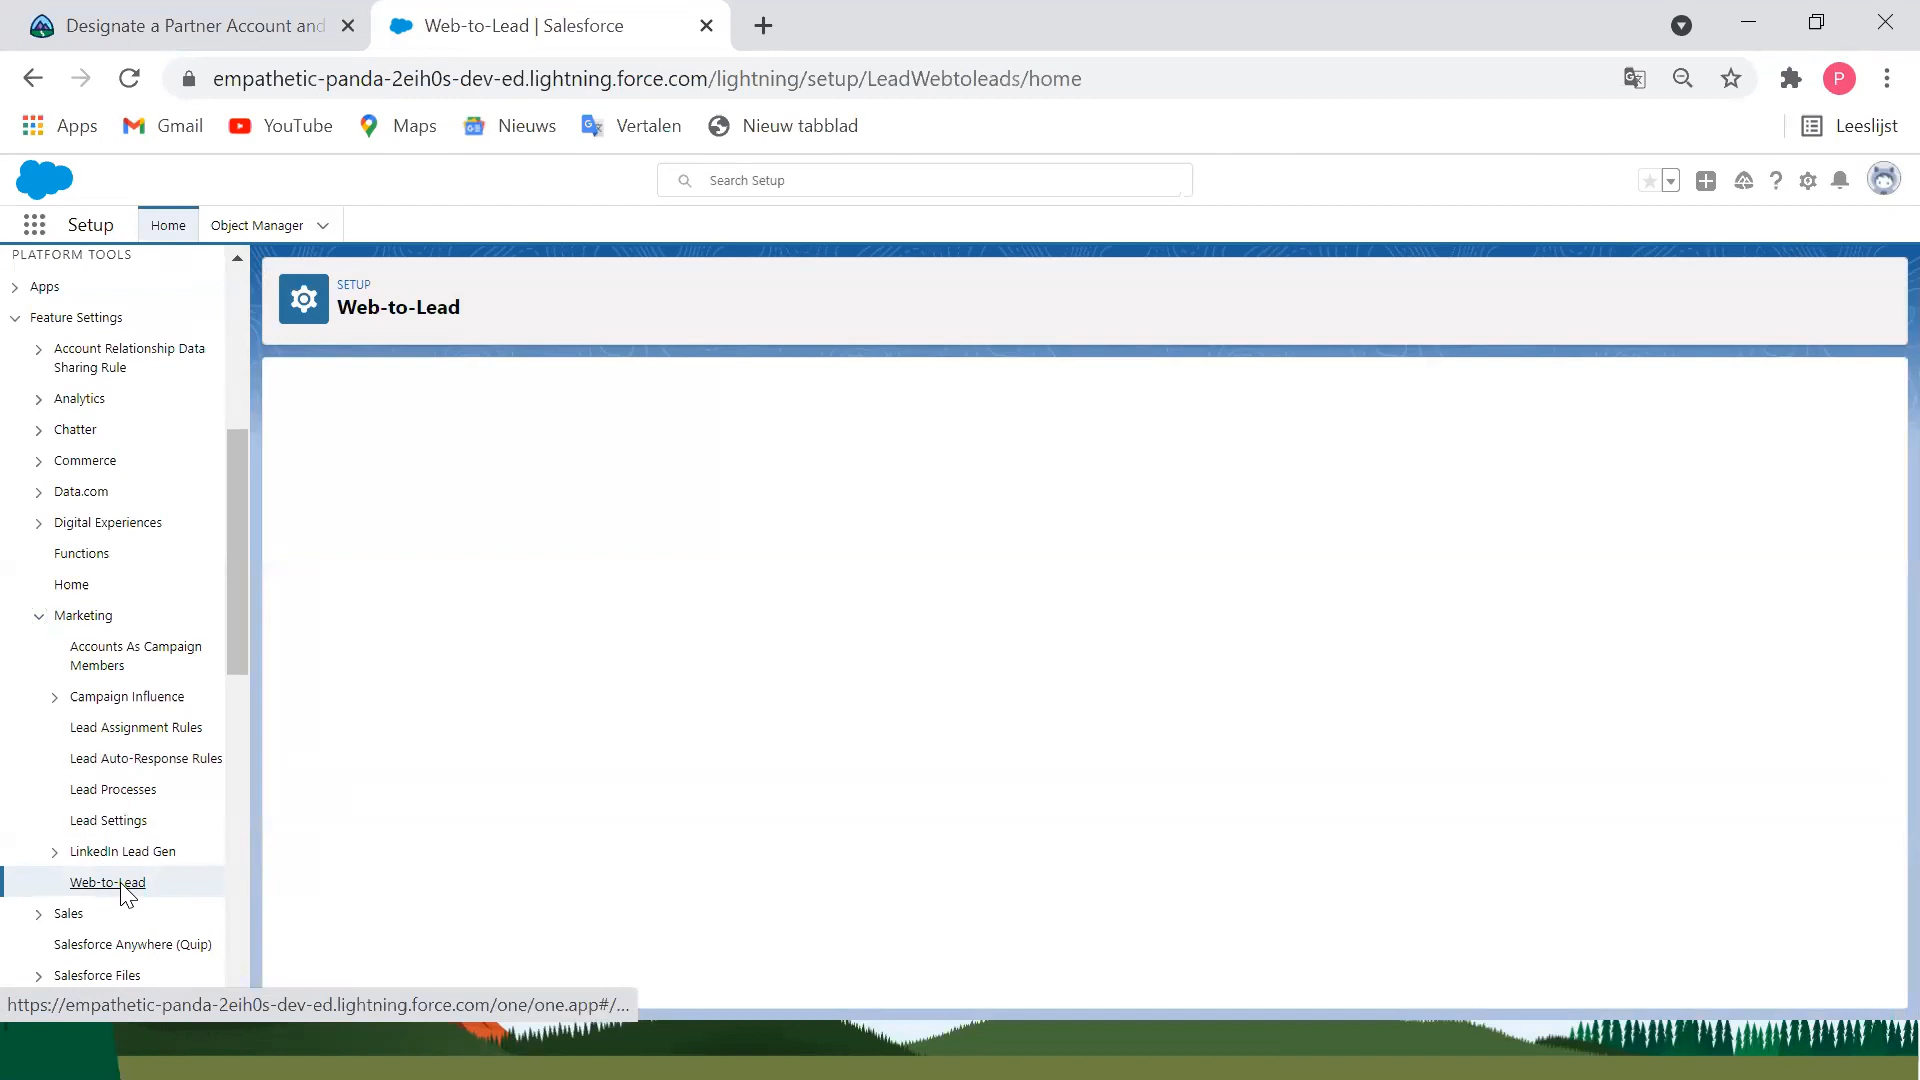 Designate a Partner Account and
Web-to-Lead | Salesforce
empathetic-panda-2eih0s-dev-ed.lightning.force.com/lightning/setup/LeadWebtoleads/home
P
Apps
Gmail
YouTube
Maps
Nieuws
Vertalen
Nieuw tabblad
Leeslijst
Search Setup
Setup
Home
Object Manager
PLATFORM TOOLS
Apps
Feature Settings
Account Relationship Data
Sharing Rule
Analytics
Chatter
Commerce
Data.com
Digital Experiences
Functions
Home
Marketing
Accounts As Campaign
Members
Campaign Influence
Lead Assignment Rules
Lead Auto-Response Rules
Lead Processes
Lead Settings
LinkedIn Lead Gen
Web-to-Lead
Sales
Salesforce Anywhere (Quip)
Salesforce Files
SETUP
Web-to-Lead
https://empathetic-panda-2eih0s-dev-ed.lightning.force.com/one/one.app#/...